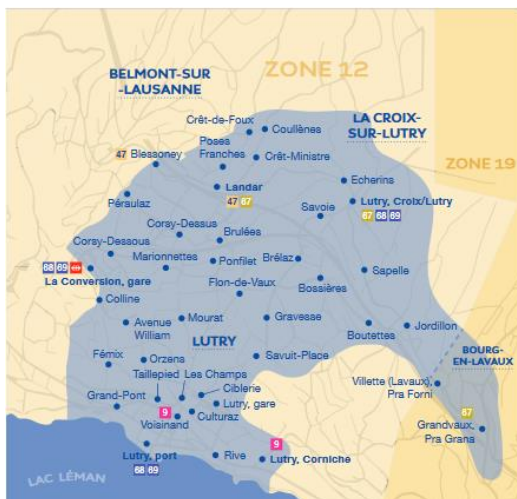 BELMONT-SUR
-LAUSANNE
ZONE 12
Crêt-de-Foux
Coullènes
LA CROIX-
SUR-LUTRY
Poses
Franches
47 Blessoney
Crêt-Ministre
ZONE 19
Echerins
Landar
47 67
Péraulaz
Lutry, Croix/Lutry
67 68 69
Savoie
Corsy-Dessus
Brulées
Corsy-Dessous
Marionnettes
Ponfilet
Brélaz
68 69
La Conversion, gare
Sapelle
Flon-de-Vaux
Bossières
Colline
Avenue
William
Mourat
Gravesse
LUTRY
Boutettes
Jordillon
BOURG-
EN-LAVAUX
Fémix
Orzens
Savuit-Place
Taillepied
Les Champs
Villette (Lavaux),
Pra Forni
Ciblerie
Grand-Pont
Lutry, gare
9
Voisinand
Culturaz
67
Grandvaux,
Pra Grana
9
Lutry, port
68 69
Rive
Lutry, Corniche
LAC LÉMAN